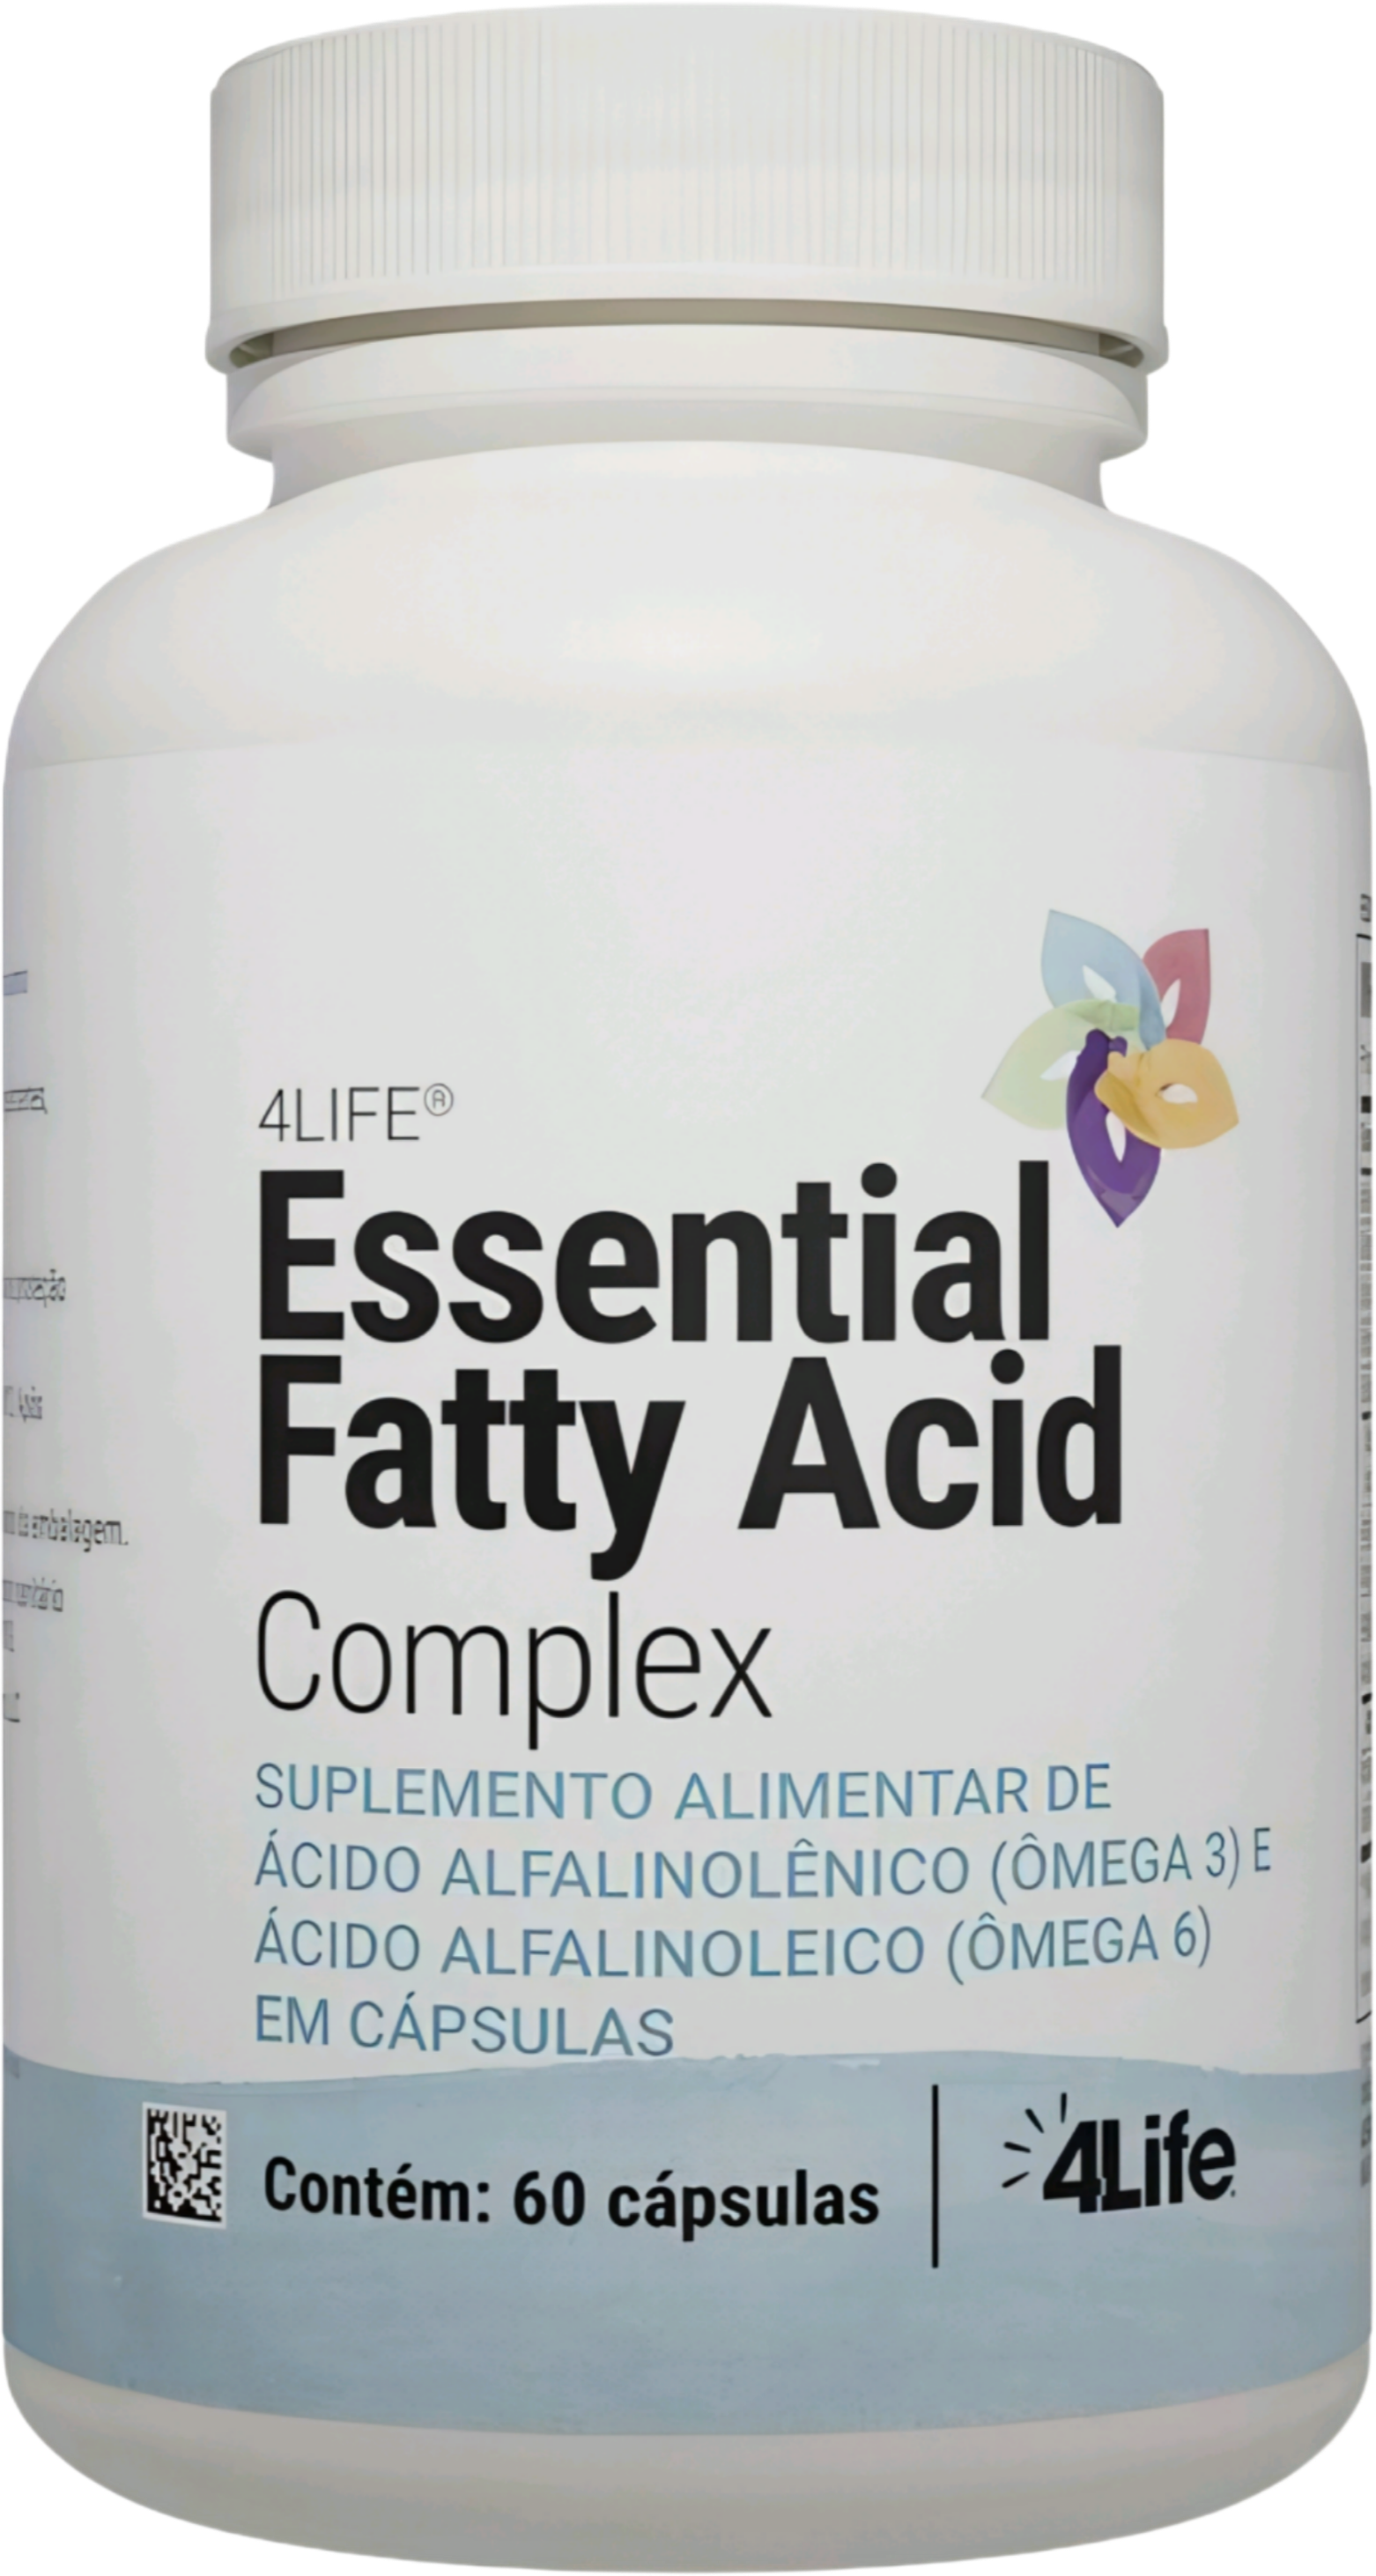 4LIFE®
Essential
Fatty Acid
Complex
SUPLEMENTO ALIMENTAR DE
ÁCIDO ALFALINOLÊNICO (ÔMEGA 3) E
ÁCIDO ALFALINOLEICO (ÔMEGA 6)
EM CÁPSULAS
Contém: 60 cápsulas
4Life
embalagem.